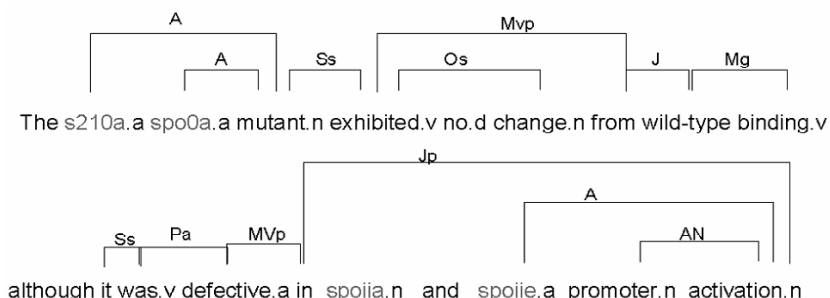 A Mvp
A Ss Os J Mg
The s210a.a spo0a.a mutant.n exhibited.v no.d change.n from wild-type binding.v
Jp
A
Ss Pa MVp AN
although it was.v defective.a in spoiia.n and spoiie.a promoter.n activation.n